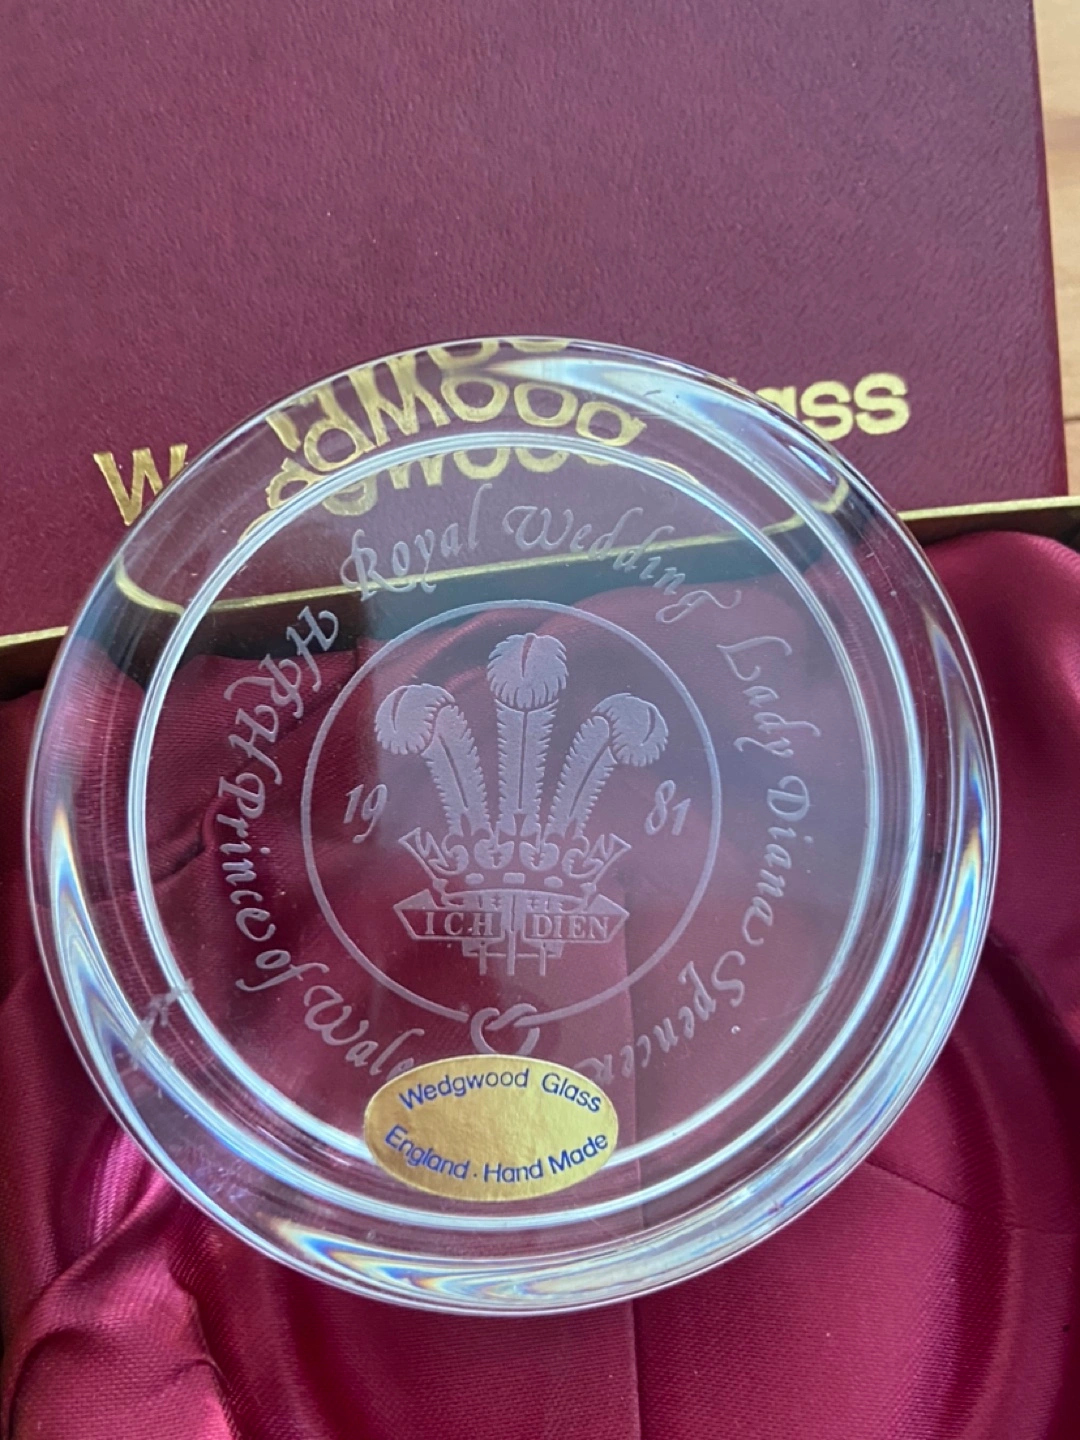 Wedgwood Glass
Royal Wedding Lady Diana Spencer
HRH Prince of Wales
19 81
ICH DIEN
Wedgwood Glass
England · Hand Made